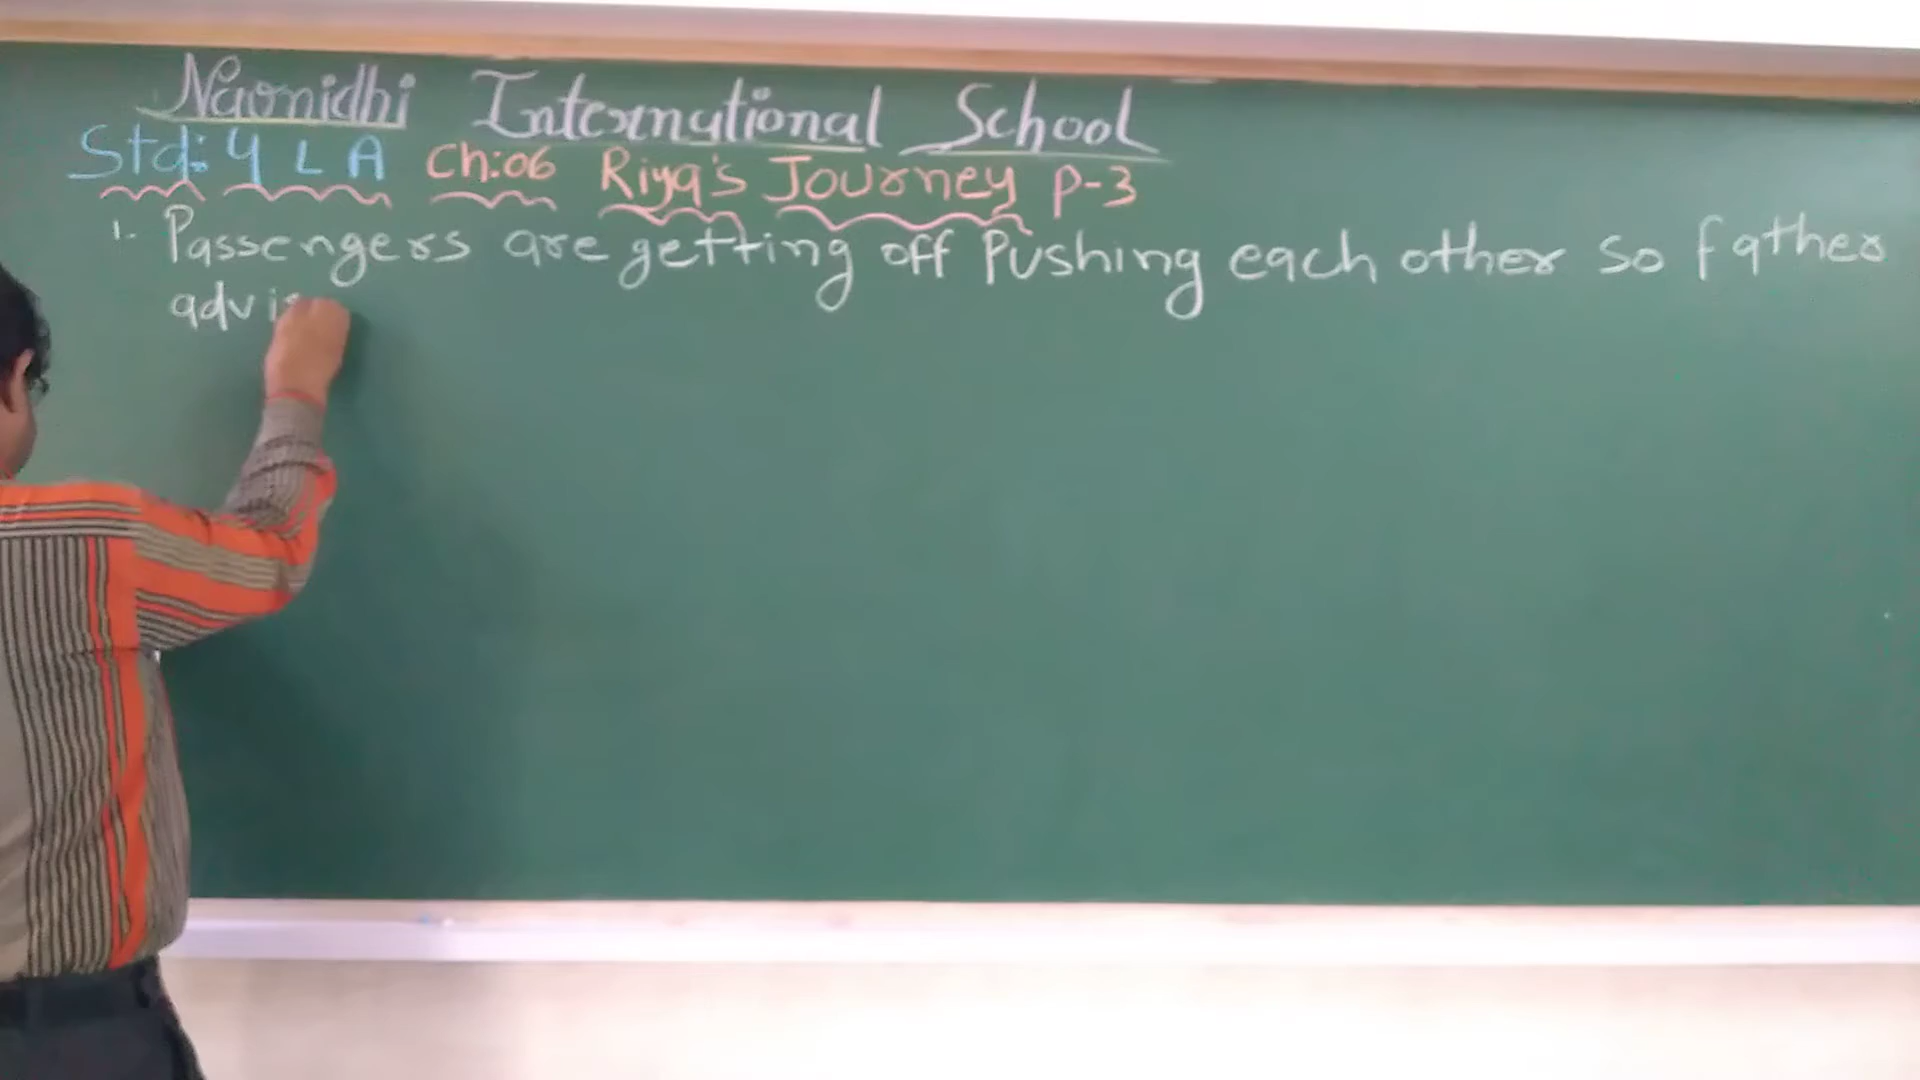 Navnidhi International School
Std: 4 L A Ch:06 Riya's Journey P-3
1. Passengers are getting off Pushing each other so father